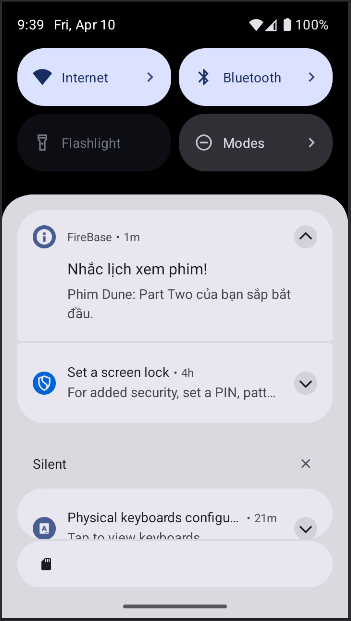 9:39 Fri, Apr 10 100%
Internet Bluetooth
Flashlight Modes
FireBase • 1m
Nhắc lịch xem phim!
Phim Dune: Part Two của bạn sắp bắt
đầu.
Set a screen lock • 4h
For added security, set a PIN, patt…
Silent
Physical keyboards configu… • 21m
Tap to view keyboards